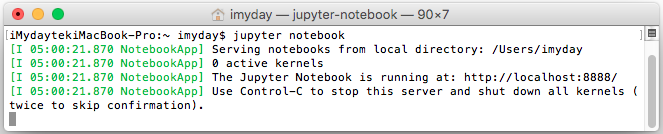 imyday — jupyter-notebook — 90×7
iMydaytekiMacBook-Pro:~ imyday$ jupyter notebook
[I 05:00:21.870 NotebookApp] Serving notebooks from local directory: /Users/imyday
[I 05:00:21.870 NotebookApp] 0 active kernels
[I 05:00:21.870 NotebookApp] The Jupyter Notebook is running at: http://localhost:8888/
[I 05:00:21.870 NotebookApp] Use Control-C to stop this server and shut down all kernels (
twice to skip confirmation).